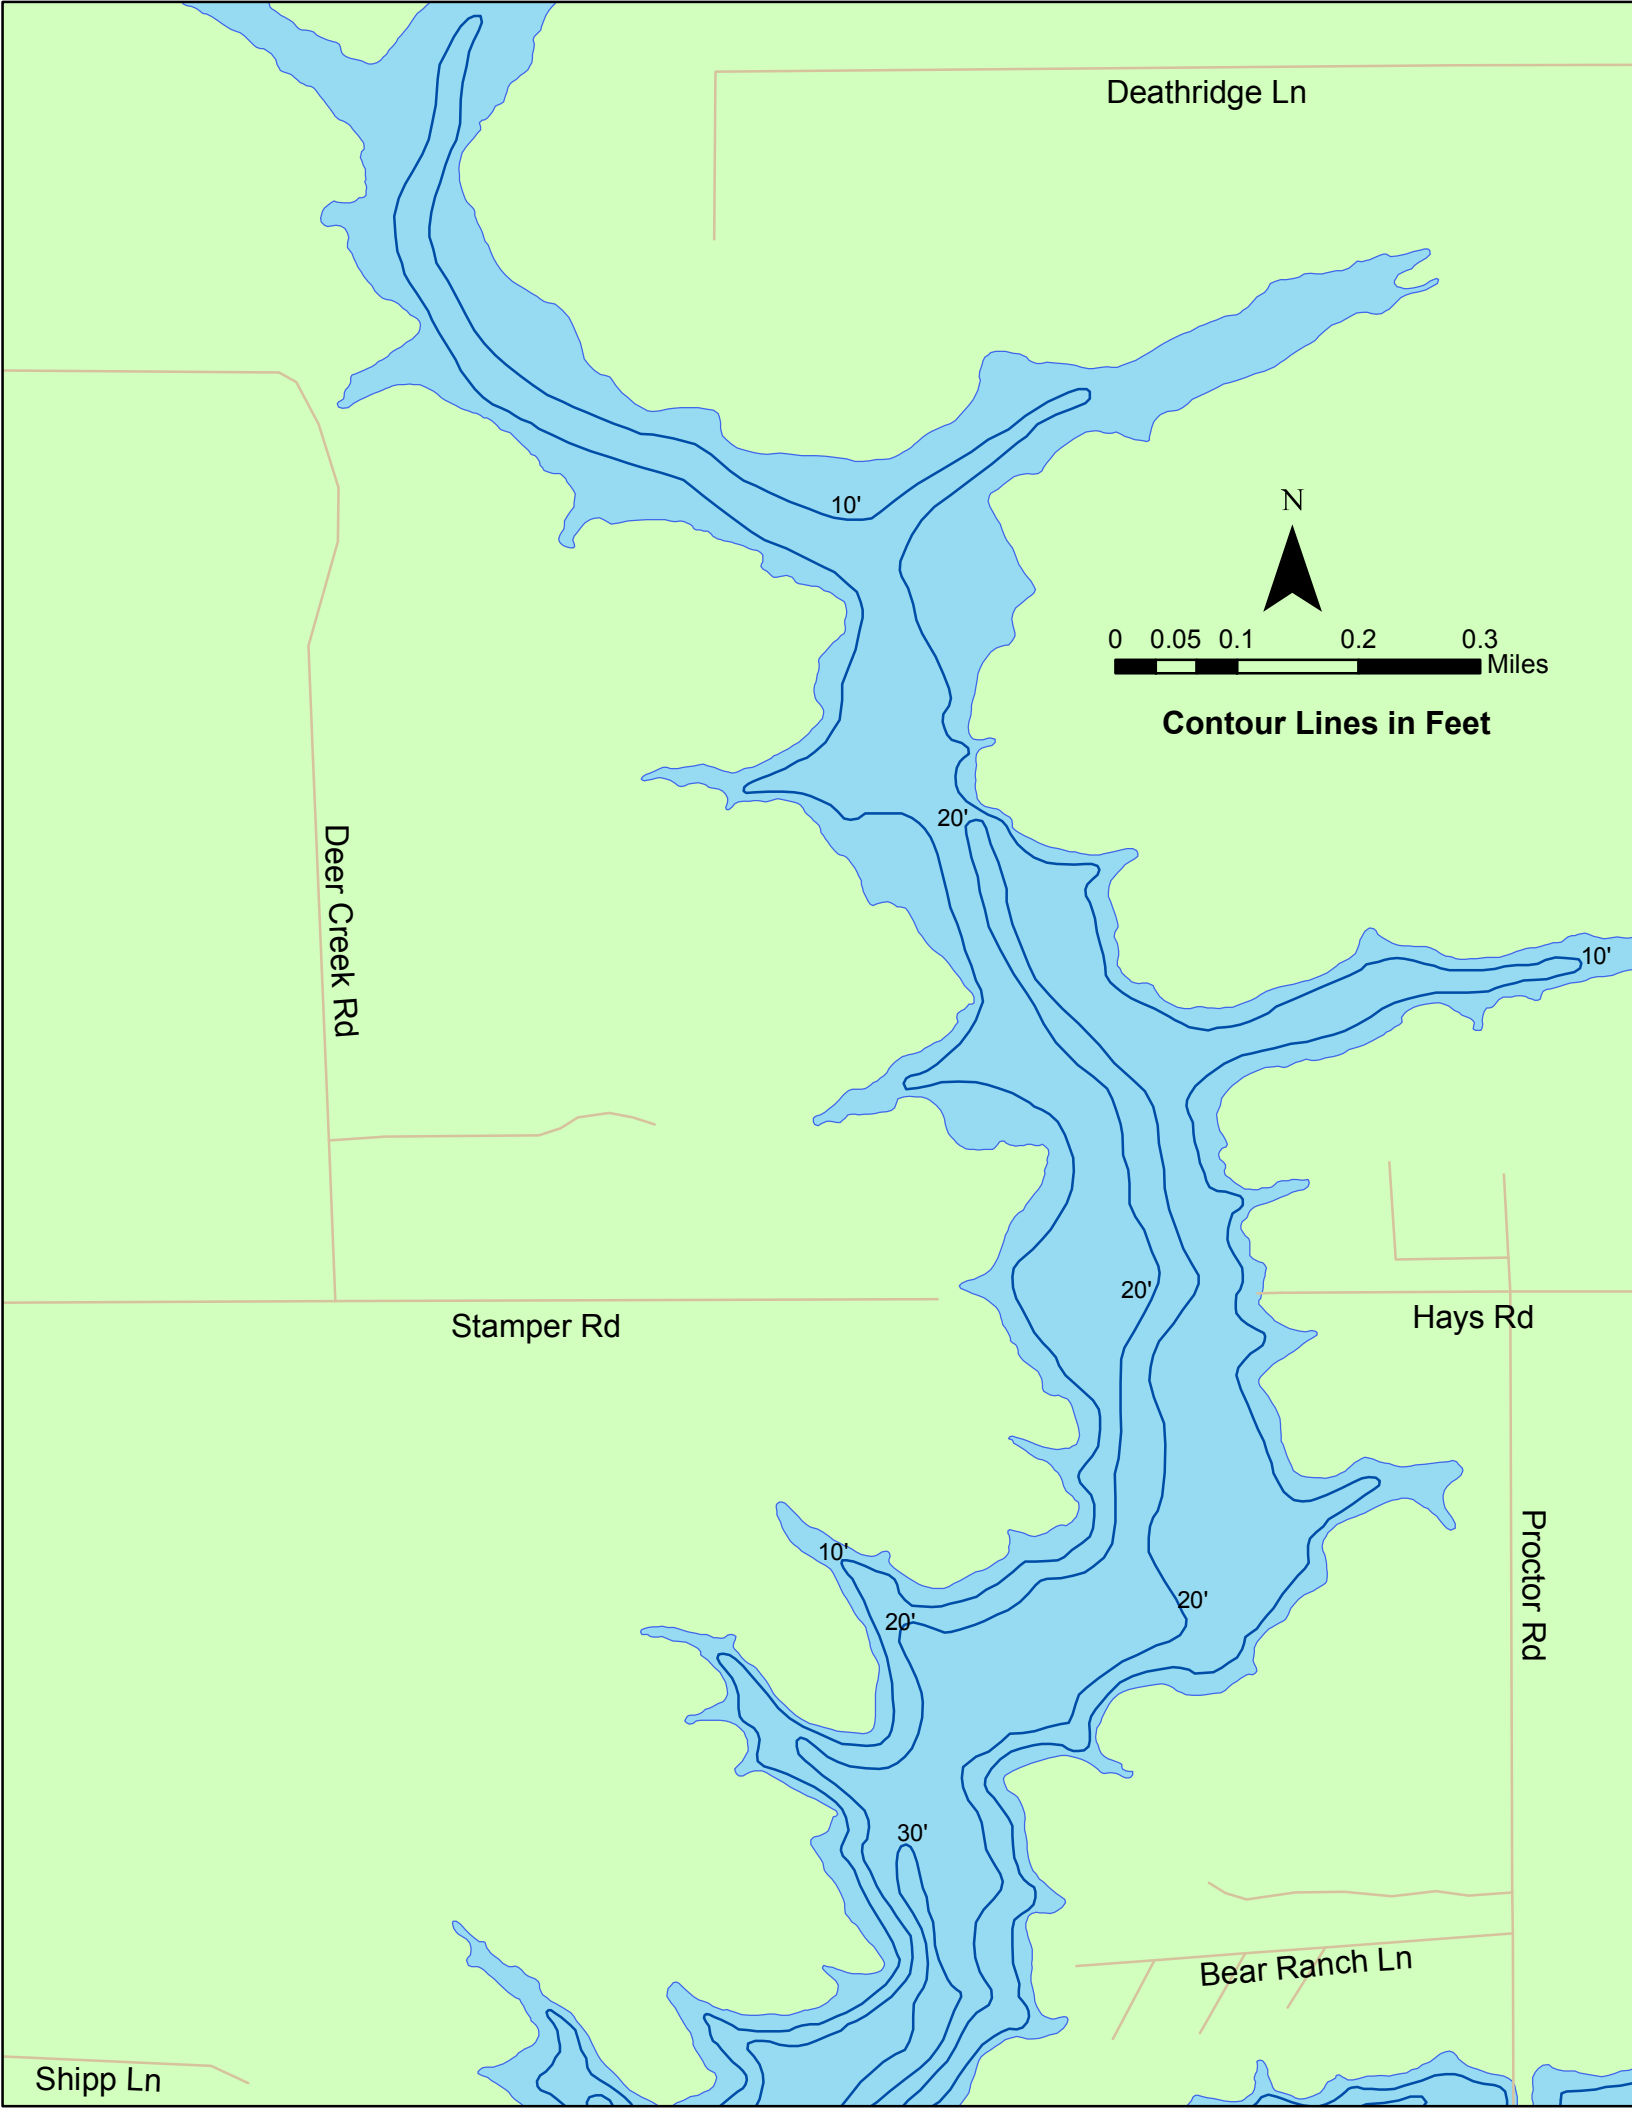 Deathridge Ln
10'
N
0 0.05 0.1 0.2 0.3
Miles
Contour Lines in Feet
20'
Deer Creek Rd
10'
20'
Stamper Rd
Hays Rd
10'
20'
20'
Proctor Rd
30'
Bear Ranch Ln
Shipp Ln